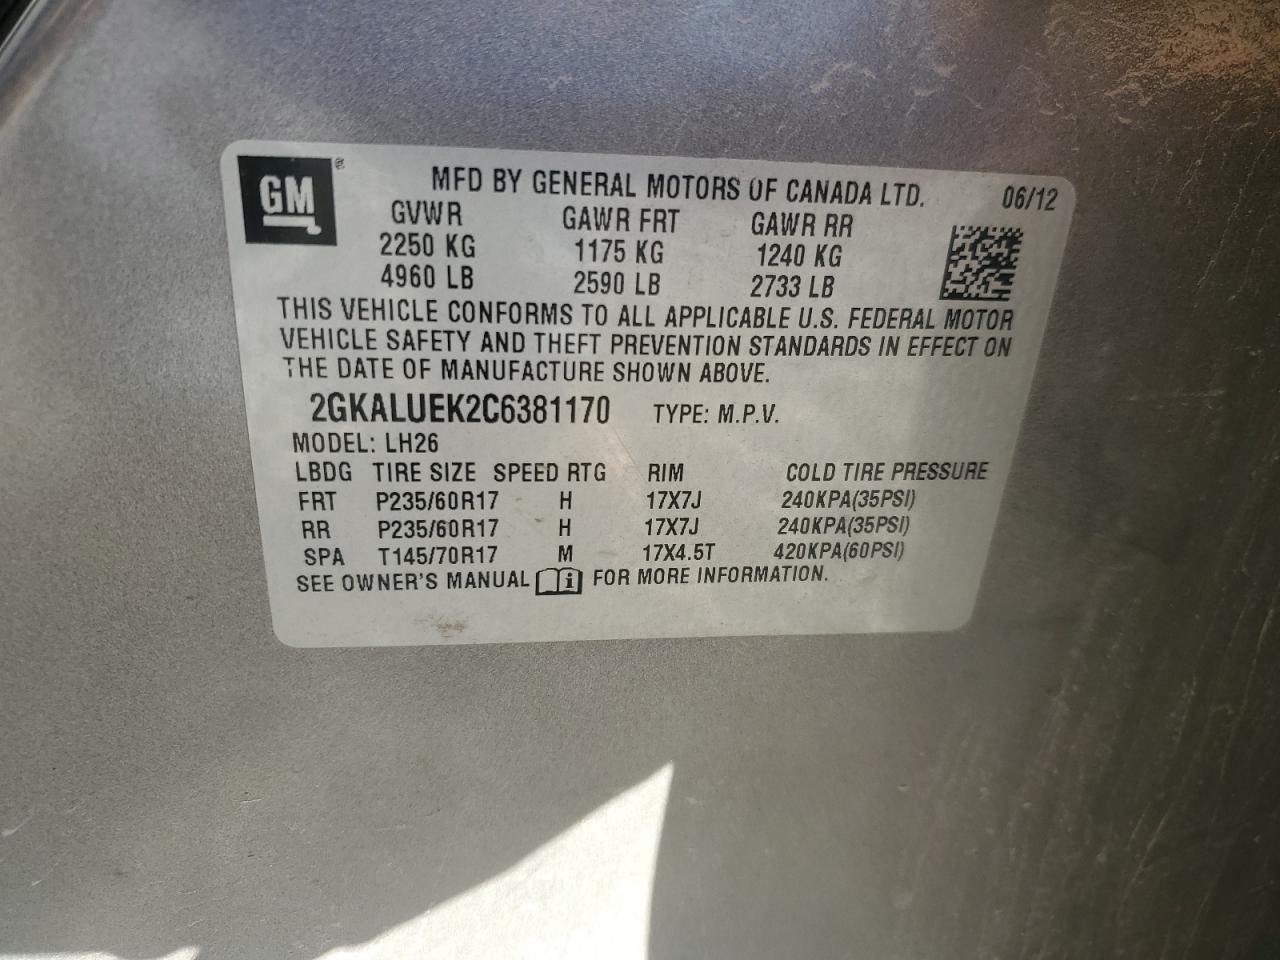 GM ®
MFD BY GENERAL MOTORS OF CANADA LTD. 06/12
GVWR GAWR FRT GAWR RR
2250 KG 1175 KG 1240 KG
4960 LB 2590 LB 2733 LB
THIS VEHICLE CONFORMS TO ALL APPLICABLE U.S. FEDERAL MOTOR
VEHICLE SAFETY AND THEFT PREVENTION STANDARDS IN EFFECT ON
THE DATE OF MANUFACTURE SHOWN ABOVE.
2GKALUEK2C6381170 TYPE: M.P.V.
MODEL: LH26
LBDG TIRE SIZE SPEED RTG RIM COLD TIRE PRESSURE
FRT P235/60R17 H 17X7J 240KPA(35PSI)
RR P235/60R17 H 17X7J 240KPA(35PSI)
SPA T145/70R17 M 17X4.5T 420KPA(60PSI)
SEE OWNER'S MANUAL i FOR MORE INFORMATION.